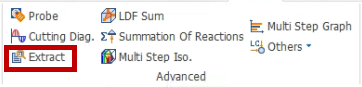 Probe
LDF Sum
Multi Step Graph
Cutting Diag.
Summation Of Reactions
Others
Extract
Multi Step Iso.
Advanced